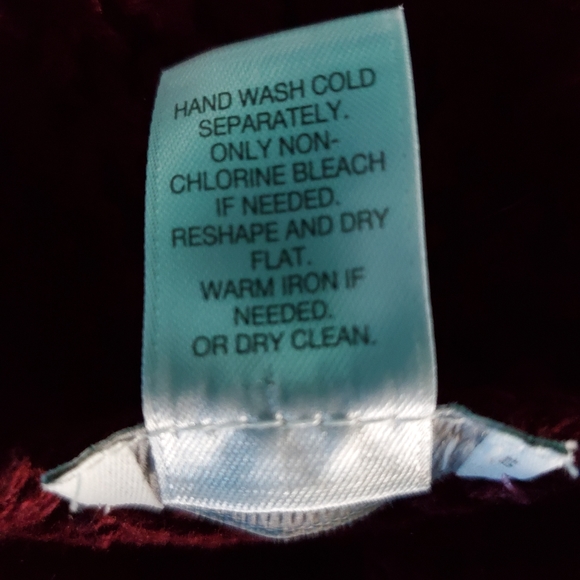 HAND WASH COLD
SEPARATELY.
ONLY NON-
CHLORINE BLEACH
IF NEEDED.
RESHAPE AND DRY
FLAT.
WARM IRON IF
NEEDED.
OR DRY CLEAN.